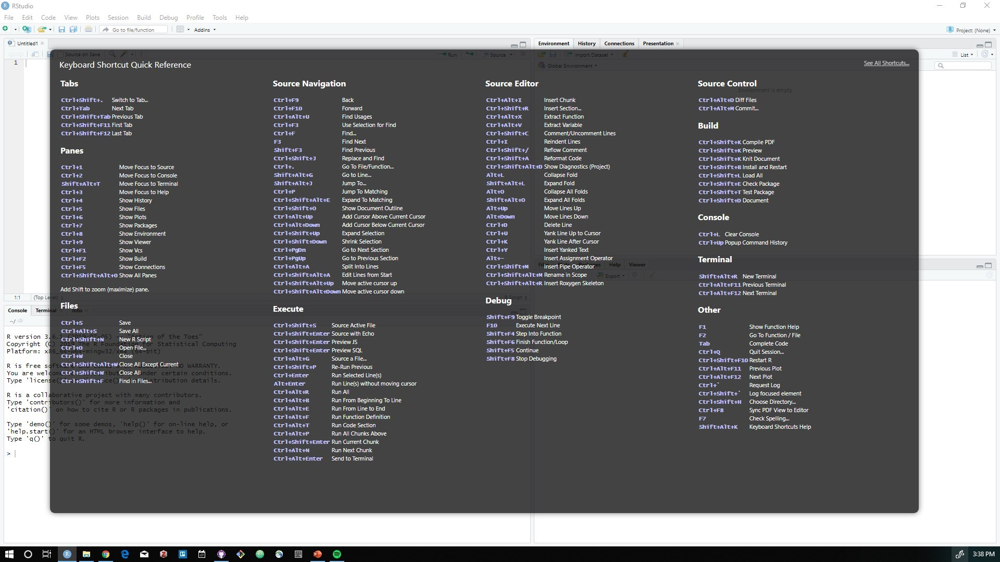 RStudio
File Edit Code View Plots Session Build Debug Profile Tools Help
Go to file/function Addins Project: (None)
Untitled1
Source on Save Run Source
1
Environment History Connections Presentation
Import Dataset List
Global Environment
Environment is empty
Keyboard Shortcut Quick Reference
See All Shortcuts...
Tabs
Ctrl+Shift+. Switch to Tab...
Ctrl+Tab Next Tab
Ctrl+Shift+Tab Previous Tab
Ctrl+Shift+F11 First Tab
Ctrl+Shift+F12 Last Tab
Panes
Ctrl+1 Move Focus to Source
Ctrl+2 Move Focus to Console
Shift+Alt+T Move Focus to Terminal
Ctrl+3 Move Focus to Help
Ctrl+4 Show History
Ctrl+5 Show Files
Ctrl+6 Show Plots
Ctrl+7 Show Packages
Ctrl+8 Show Environment
Ctrl+9 Show Viewer
Ctrl+F1 Show Vcs
Ctrl+F2 Show Build
Ctrl+F5 Show Connections
Ctrl+Shift+Alt+0 Show All Panes
Add Shift to zoom (maximize) pane.
Files
Ctrl+S Save
Ctrl+Alt+S Save All
Ctrl+Shift+N New R Script
Ctrl+O Open File...
Ctrl+W Close
Ctrl+Shift+Alt+W Close All Except Current
Ctrl+Shift+W Close All
Ctrl+Shift+F Find in Files...
Source Navigation
Ctrl+F9 Back
Ctrl+F10 Forward
Ctrl+Alt+U Find Usages
Ctrl+F3 Use Selection for Find
Ctrl+F Find...
F3 Find Next
Shift+F3 Find Previous
Ctrl+Shift+J Replace and Find
Ctrl+. Go To File/Function...
Shift+Alt+G Go to Line...
Shift+Alt+J Jump To...
Ctrl+P Jump To Matching
Ctrl+Shift+Alt+E Expand To Matching
Ctrl+Shift+O Show Document Outline
Ctrl+Alt+Up Add Cursor Above Current Cursor
Ctrl+Alt+Down Add Cursor Below Current Cursor
Ctrl+Shift+Up Expand Selection
Ctrl+Shift+Down Shrink Selection
Ctrl+PgDn Go to Next Section
Ctrl+PgUp Go to Previous Section
Ctrl+Alt+A Split Into Lines
Ctrl+Shift+Alt+A Edit Lines from Start
Ctrl+Shift+Alt+Up Move active cursor up
Ctrl+Shift+Alt+Down Move active cursor down
Execute
Ctrl+Shift+S Source Active File
Ctrl+Shift+Enter Source with Echo
Ctrl+Shift+Enter Preview JS
Ctrl+Shift+Enter Preview SQL
Ctrl+Alt+G Source a File...
Ctrl+Shift+P Re-Run Previous
Ctrl+Enter Run Selected Line(s)
Alt+Enter Run Line(s) without moving cursor
Ctrl+Alt+R Run All
Ctrl+Alt+B Run From Beginning To Line
Ctrl+Alt+E Run From Line to End
Ctrl+Alt+F Run Function Definition
Ctrl+Alt+T Run Code Section
Ctrl+Alt+P Run All Chunks Above
Ctrl+Shift+Enter Run Current Chunk
Ctrl+Alt+N Run Next Chunk
Ctrl+Alt+Enter Send to Terminal
Source Editor
Ctrl+Alt+I Insert Chunk
Ctrl+Shift+R Insert Section...
Ctrl+Alt+X Extract Function
Ctrl+Alt+V Extract Variable
Ctrl+Shift+C Comment/Uncomment Lines
Ctrl+I Reindent Lines
Ctrl+Shift+/ Reflow Comment
Ctrl+Shift+A Reformat Code
Ctrl+Shift+Alt+D Show Diagnostics (Project)
Alt+L Collapse Fold
Shift+Alt+L Expand Fold
Alt+O Collapse All Folds
Shift+Alt+O Expand All Folds
Alt+Up Move Lines Up
Alt+Down Move Lines Down
Ctrl+D Delete Line
Ctrl+U Yank Line Up to Cursor
Ctrl+K Yank Line After Cursor
Ctrl+Y Insert Yanked Text
Alt+- Insert Assignment Operator
Ctrl+Shift+M Insert Pipe Operator
Ctrl+Shift+Alt+M Rename in Scope
Ctrl+Shift+Alt+R Insert Roxygen Skeleton
Debug
Shift+F9 Toggle Breakpoint
F10 Execute Next Line
Shift+F4 Step Into Function
Shift+F6 Finish Function/Loop
Shift+F5 Continue
Shift+F8 Stop Debugging
Source Control
Ctrl+Alt+D Diff Files
Ctrl+Alt+M Commit...
Build
Ctrl+Shift+K Compile PDF
Ctrl+Shift+K Preview
Ctrl+Shift+K Knit Document
Ctrl+Shift+B Install and Restart
Ctrl+Shift+L Load All
Ctrl+Shift+E Check Package
Ctrl+Shift+T Test Package
Ctrl+Shift+D Document
Console
Ctrl+L Clear Console
Ctrl+Up Popup Command History
Terminal
Shift+Alt+R New Terminal
Ctrl+Alt+F11 Previous Terminal
Ctrl+Alt+F12 Next Terminal
Other
F1 Show Function Help
F2 Go To Function / File
Tab Complete Code
Ctrl+Q Quit Session...
Ctrl+Shift+F10 Restart R
Ctrl+Alt+F11 Previous Plot
Ctrl+Alt+F12 Next Plot
Ctrl+` Request Log
Ctrl+Shift+` Log focused element
Ctrl+Shift+H Choose Directory...
Ctrl+F8 Sync PDF View to Editor
F7 Check Spelling...
Shift+Alt+K Keyboard Shortcuts Help
Help Viewer
Export
1:1 (Top Level) R Script
Console Terminal Jobs
~/
R version 3.6.1 (2019-07-05) -- "Action of the Toes"
Copyright (C) 2019 The R Foundation for Statistical Computing
Platform: x86_64-w64-mingw32/x64 (64-bit)
R is free software WARRANTY.
You are welcome under certain conditions.
Type 'license() distribution details.
R is a collaborative project with many contributors.
Type 'contributors()' for more information and
'citation()' on how to cite R or R packages in publications.
Type 'demo()' for some demos, 'help()' for on-line help, or
'help.start()' for an HTML browser interface to help.
Type 'q()' to quit R.
>
3:38 PM